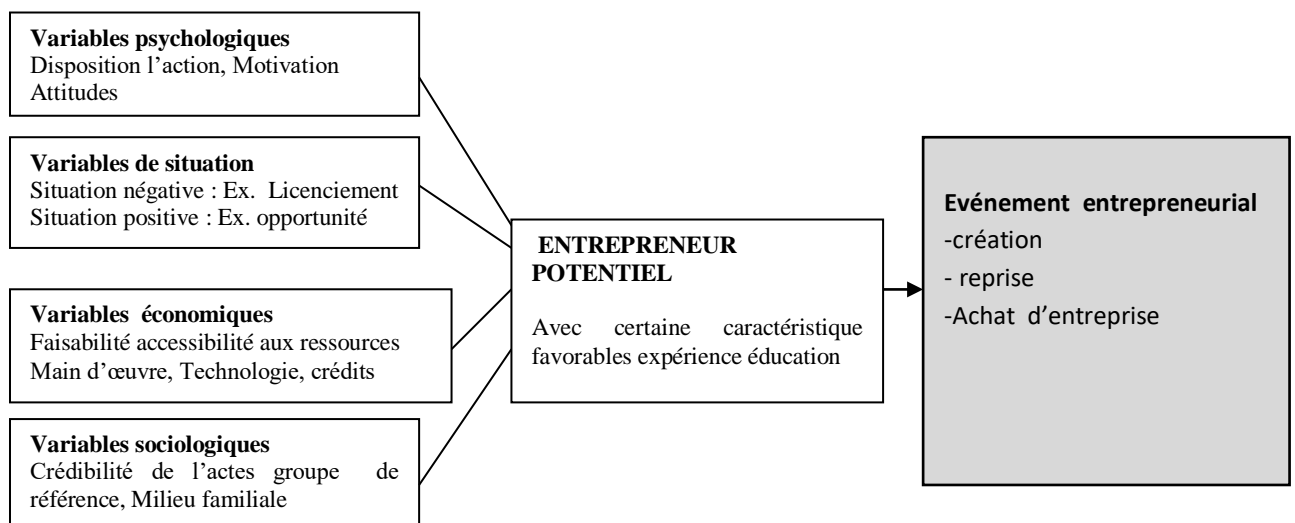 Variables psychologiques
Disposition l’action, Motivation
Attitudes
Variables de situation
Situation négative : Ex. Licenciement
Situation positive : Ex. opportunité
Variables économiques
Faisabilité accessibilité aux ressources
Main d’œuvre, Technologie, crédits
Variables sociologiques
Crédibilité de l’actes groupe de
référence, Milieu familiale
ENTREPRENEUR
POTENTIEL
Avec certaine caractéristique
favorables expérience éducation
Evénement entrepreneurial
-création
- reprise
-Achat d’entreprise